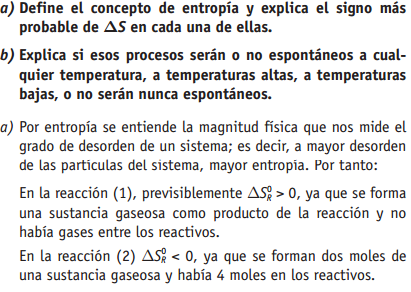 a) Define el concepto de entropía y explica el signo más
probable de ΔS en cada una de ellas.
b) Explica si esos procesos serán o no espontáneos a cual-
quier temperatura, a temperaturas altas, a temperaturas
bajas, o no serán nunca espontáneos.
a) Por entropía se entiende la magnitud física que nos mide el
grado de desorden de un sistema; es decir, a mayor desorden
de las particulas del sistema, mayor entropia. Por tanto:
En la reacción (1), previsiblemente ΔS⁰_R > 0, ya que se forma
una sustancia gaseosa como producto de la reacción y no
había gases entre los reactivos.
En la reacción (2) ΔS⁰_R < 0, ya que se forman dos moles de
una sustancia gaseosa y había 4 moles en los reactivos.